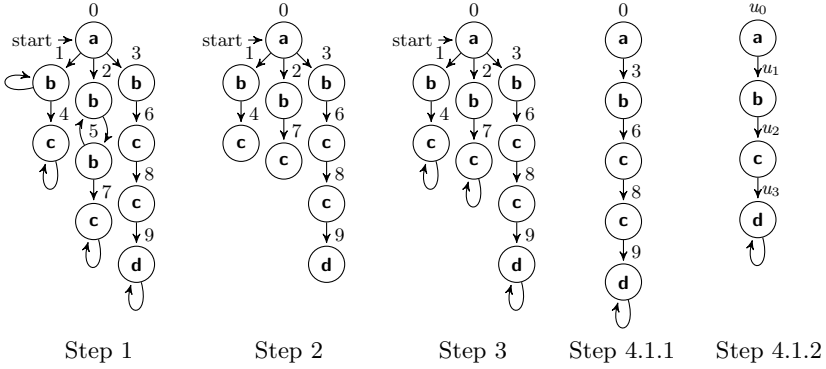 0 0 0 0 u0
start a start a start a a a
1 2 3 1 2 3 1 2 3 3 u1
b b b b b b b b b b b
4 5 6 4 7 6 4 7 6 6 u2
c b c c c c c c c c c
7 8 8 8 8 u3
c c c c c d
9 9 9 9
d d d d
Step 1 Step 2 Step 3 Step 4.1.1 Step 4.1.2